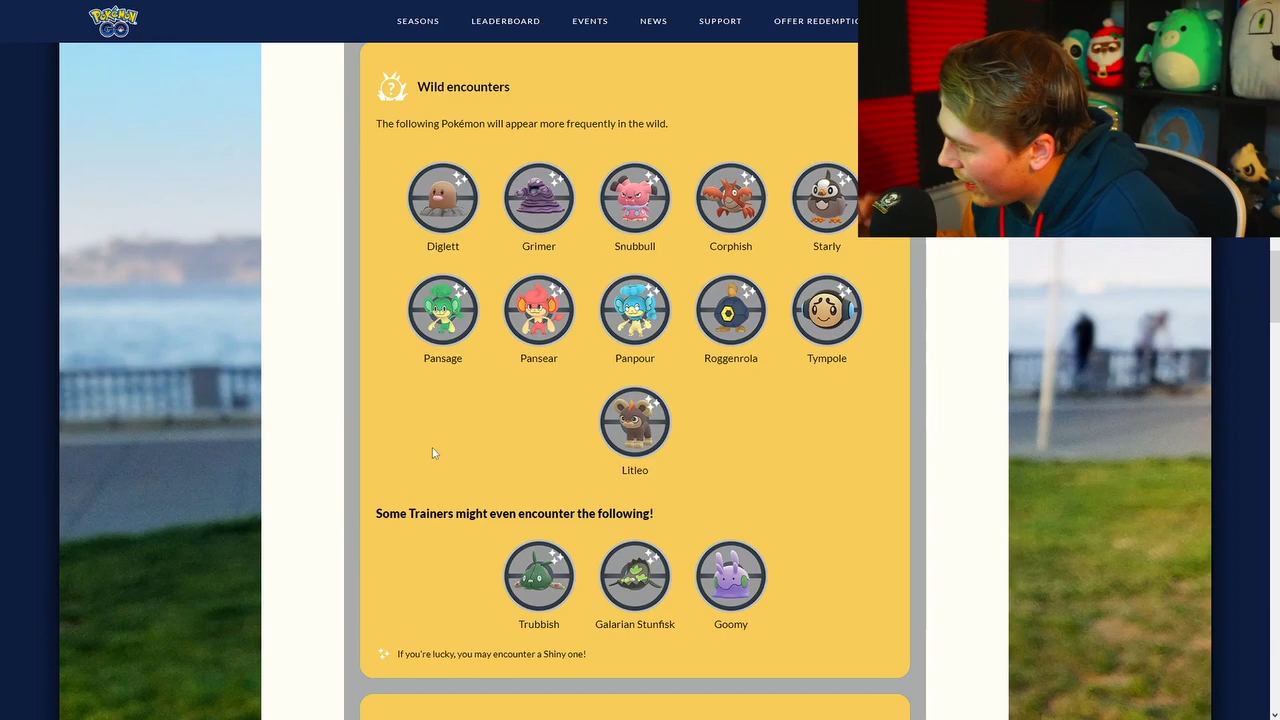 Pokémon GO
SEASONS LEADERBOARD EVENTS NEWS SUPPORT OFFER
Wild encounters
The following Pokémon will appear more frequently in the wild.
Diglett Grimer Snubbull Corphish Starly
Pansage Pansear Panpour Roggenrola Tympole
Litleo
Some Trainers might even encounter the following!
Trubbish Galarian Stunfisk Goomy
If you're lucky, you may encounter a Shiny one!